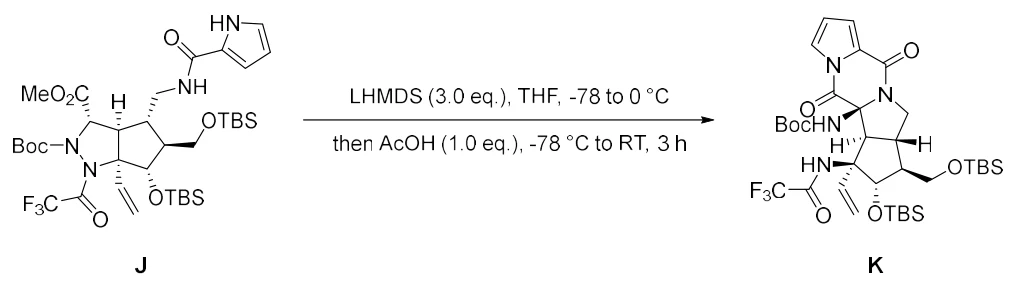 HN
O
NH
MeO2C
H
OTBS
Boc
N
N
OTBS
F3C
O
J
LHMDS (3.0 eq.), THF, -78 to 0 °C
then AcOH (1.0 eq.), -78 °C to RT, 3 h
N
O
O
N
BocHN
H
H
HN
OTBS
F3C
OTBS
O
K